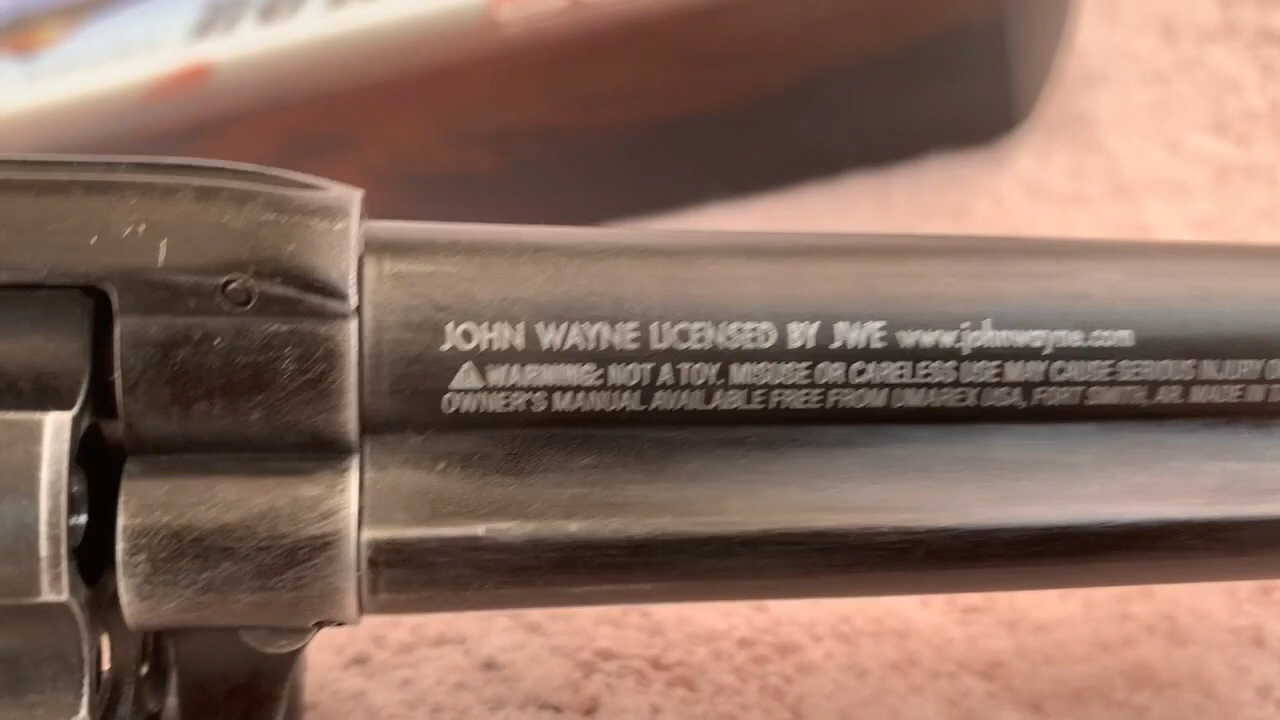 JOHN WAYNE LICENSED BY JWE www.johnwayne.com
WARNING: NOT A TOY. MISUSE OR CARELESS USE MAY CAUSE SERIOUS INJURY
OWNER'S MANUAL AVAILABLE FREE FROM UMAREX USA, FORT SMITH, AR. MADE IN